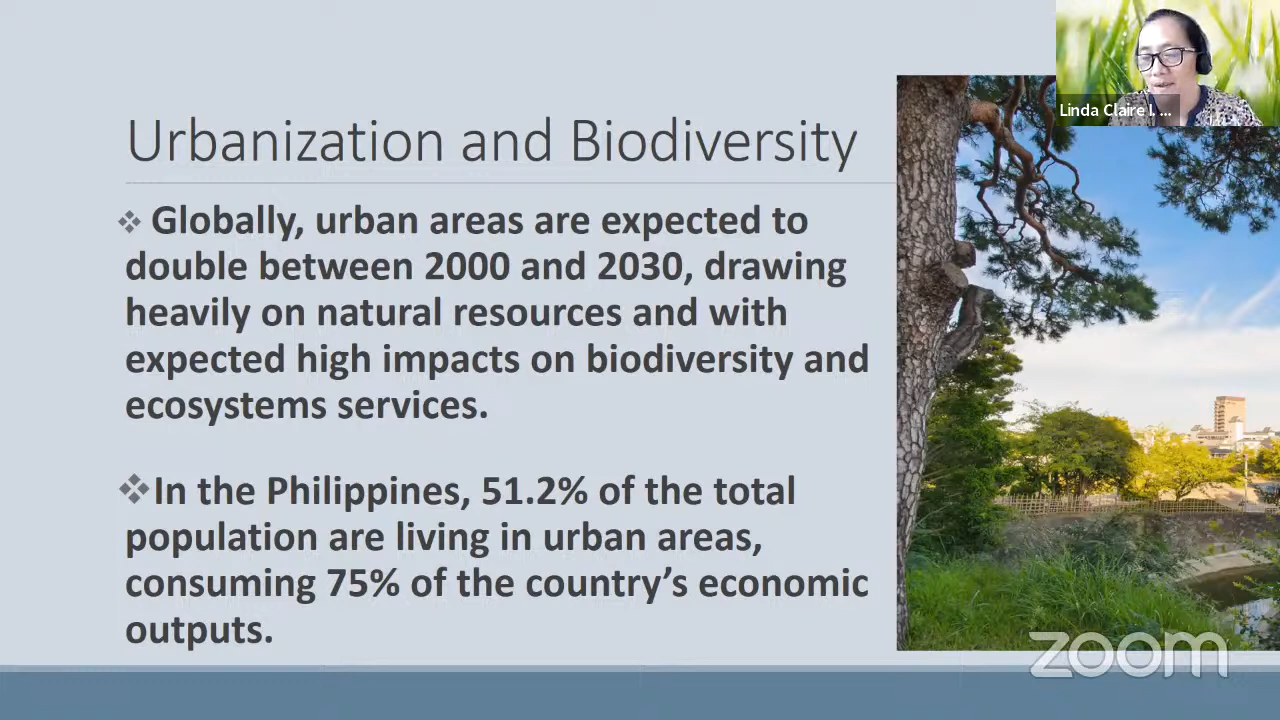 Linda Claire I. ...
Urbanization and Biodiversity
❖ Globally, urban areas are expected to
double between 2000 and 2030, drawing
heavily on natural resources and with
expected high impacts on biodiversity and
ecosystems services.
❖In the Philippines, 51.2% of the total
population are living in urban areas,
consuming 75% of the country’s economic
outputs.
zoom